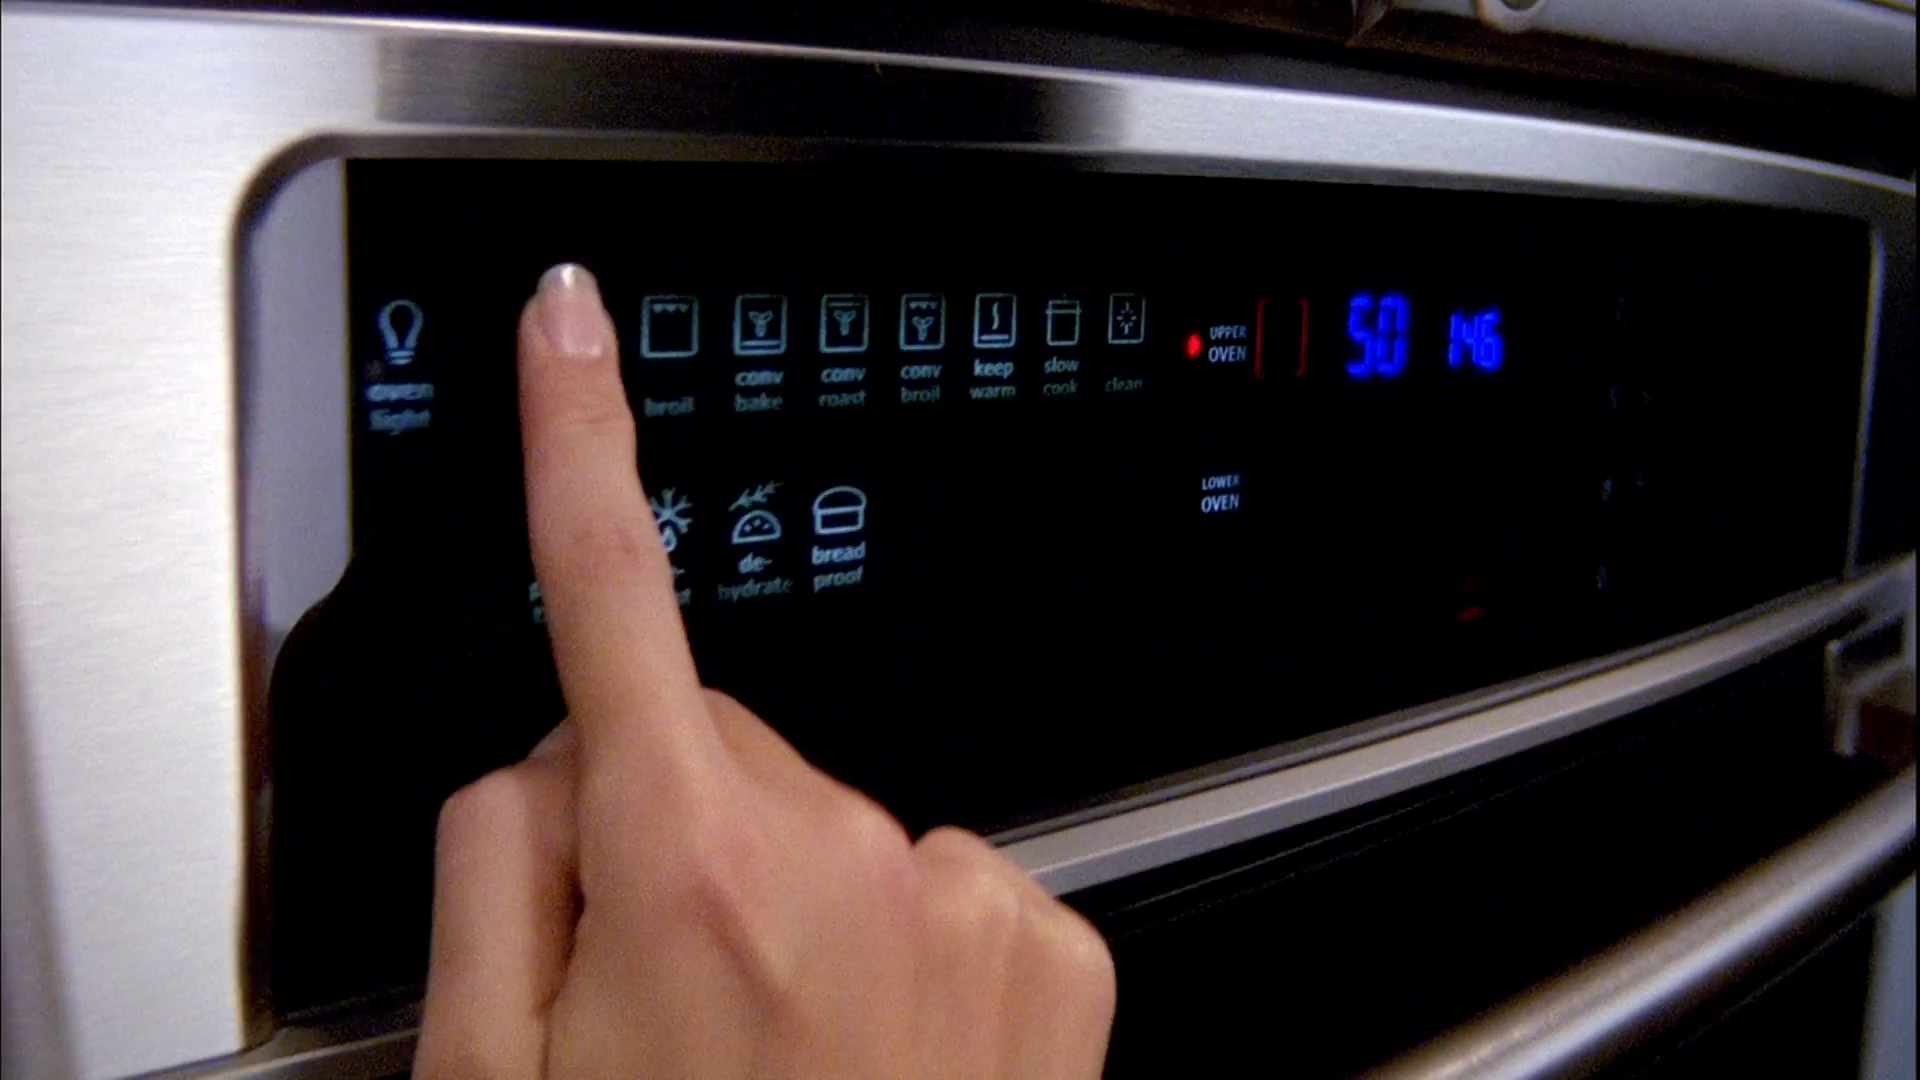 oven
light
broil
conv
bake
conv
roast
conv
broil
keep
warm
slow
cook
clean
UPPER
OVEN
50
146
de-
hydrate
bread
proof
LOWER
OVEN